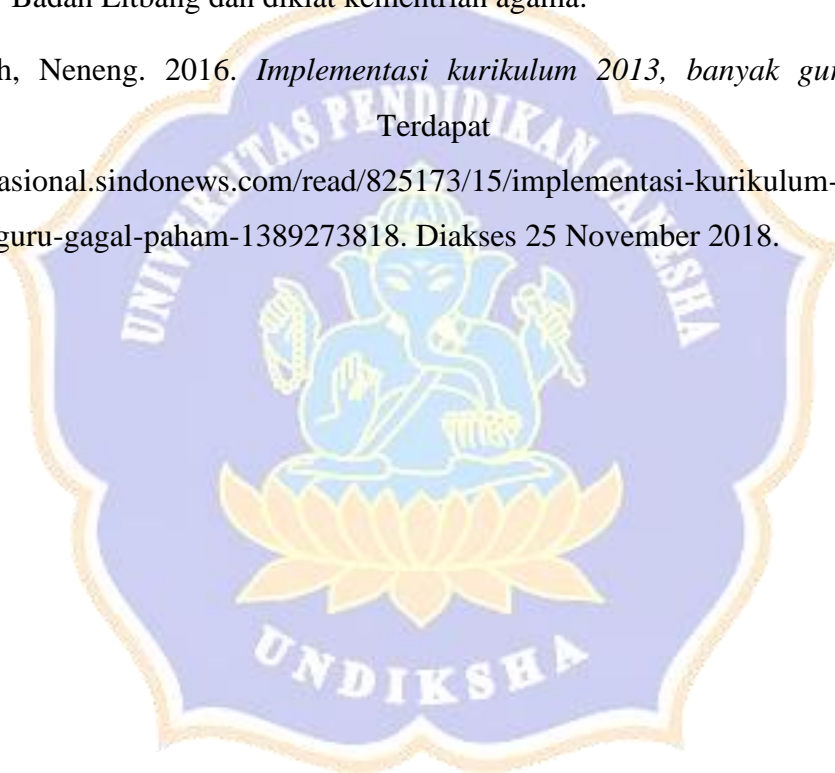 Badan Litbang dan diklat kementrian agama.
h, Neneng. 2016. Implementasi kurikulum 2013, banyak gur
Terdapat
asional.sindonews.com/read/825173/15/implementasi-kurikulum-
guru-gagal-paham-1389273818. Diakses 25 November 2018.
UNIVERSITAS PENDIDIKAN GANESHA
UNDIKSHA